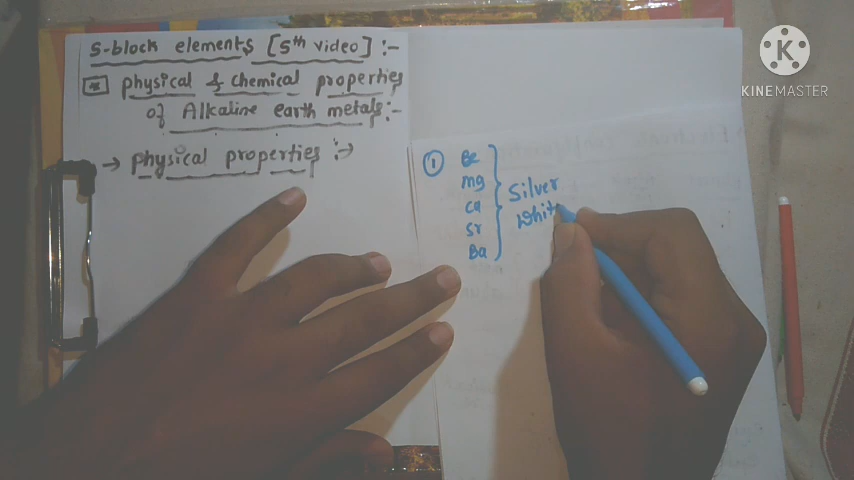 S-block elements [5th video] :-
* physical & chemical properties
of Alkaline earth metals:-
→ physical properties :→
① Be
mg
ca
sr
Ba
Silver
whit
K
KINEMASTER